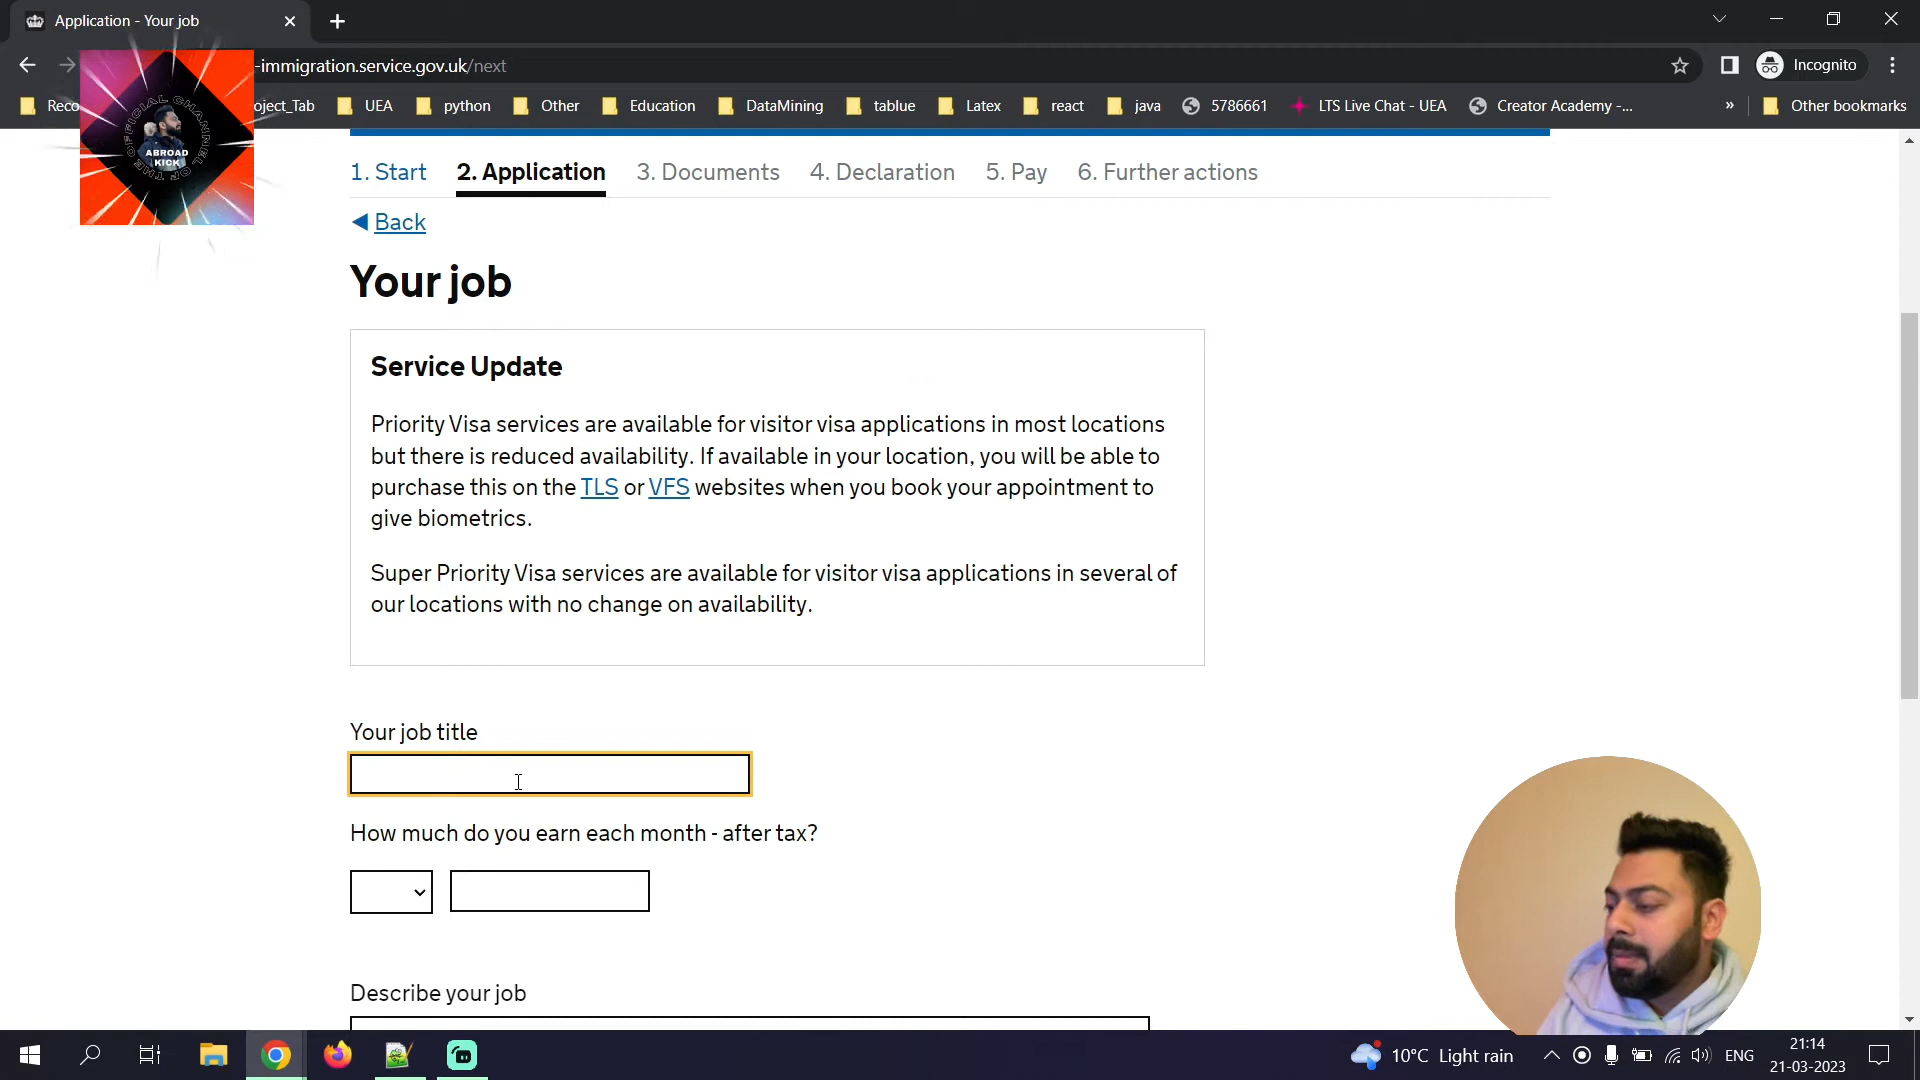 Application - Your job
-immigration.service.gov.uk/next
Incognito
Reco
oject_Tab
UEA
python
Other
Education
DataMining
tablue
Latex
react
java
5786661
LTS Live Chat - UEA
Creator Academy -...
»
Other bookmarks
OFFICIAL CHANNEL OF THE
ABROAD
KICK
1. Start 2. Application 3. Documents 4. Declaration 5. Pay 6. Further actions
Back
Your job
Service Update
Priority Visa services are available for visitor visa applications in most locations
but there is reduced availability. If available in your location, you will be able to
purchase this on the TLS or VFS websites when you book your appointment to
give biometrics.
Super Priority Visa services are available for visitor visa applications in several of
our locations with no change on availability.
Your job title
How much do you earn each month - after tax?
Describe your job
10°C Light rain
ENG
21:14
21-03-2023